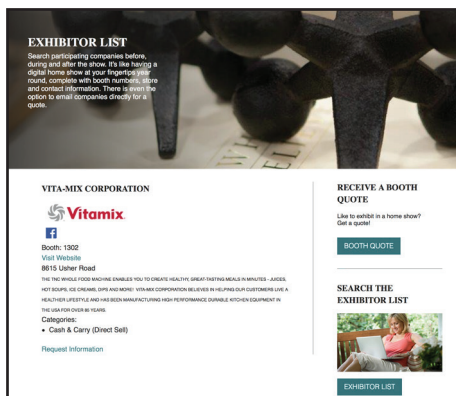 EXHIBITOR LIST
Search participating companies before,
during and after the show. It's like having a
digital home show at your fingertips year
round, complete with booth numbers, store
and contact information. There is even the
option to email companies directly for a
quote.
VITA-MIX CORPORATION
Vitamix
Booth: 1302
Visit Website
8615 Usher Road
THE TNC WHOLE FOOD MACHINE ENABLES YOU TO CREATE HEALTHY, GREAT-TASTING MEALS IN MINUTES - JUICES,
HOT SOUPS, ICE CREAMS, DIPS AND MORE! VITA-MIX CORPORATION BELIEVES IN HELPING OUR CUSTOMERS LIVE A
HEALTHIER LIFESTYLE AND HAS BEEN MANUFACTURING HIGH PERFORMANCE DURABLE KITCHEN EQUIPMENT IN
THE USA FOR OVER 80 YEARS.
Categories:
• Cash & Carry (Direct Sell)
Request Information
RECEIVE A BOOTH
QUOTE
Like to exhibit in a home show?
Get a quote!
BOOTH QUOTE
SEARCH THE
EXHIBITOR LIST
EXHIBITOR LIST